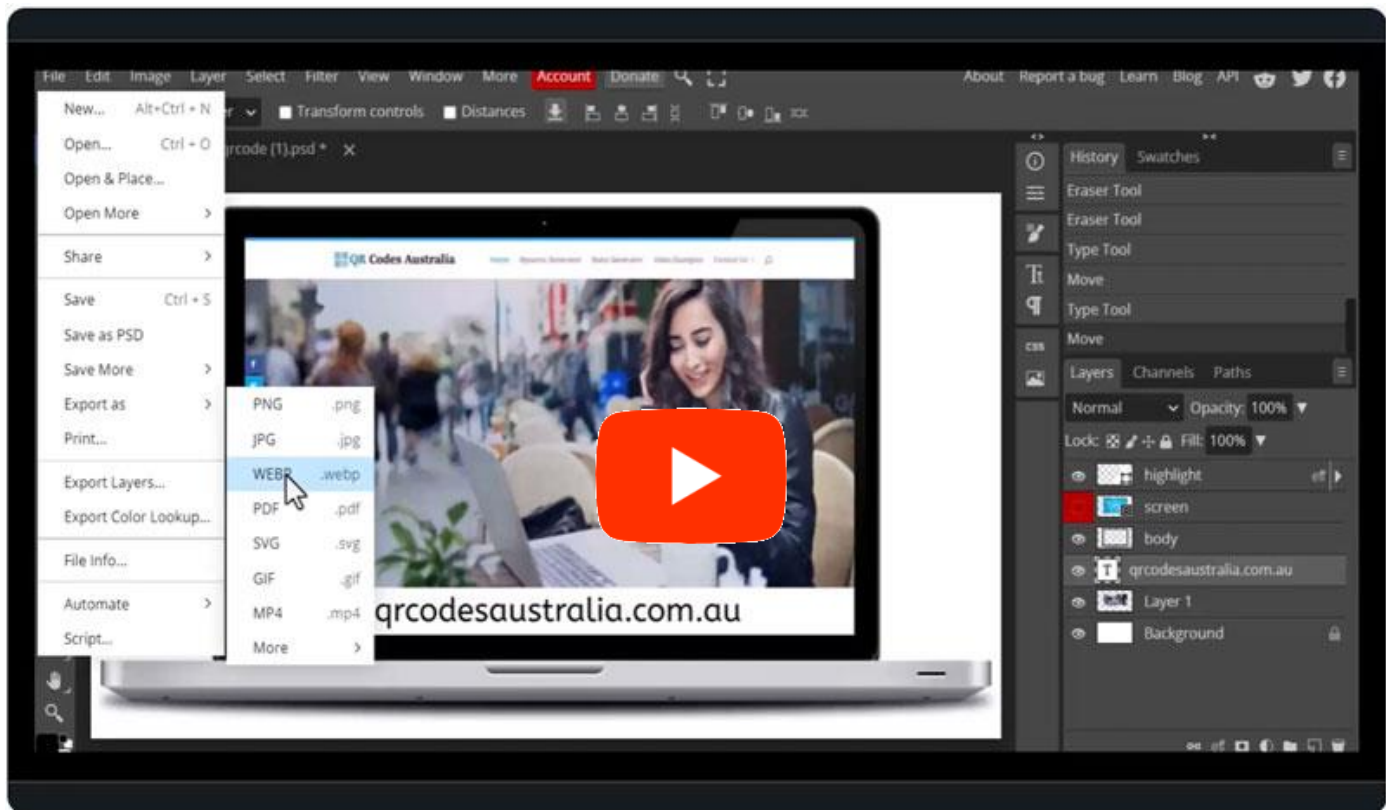 File Edit Image Layer Select Filter View Window More Account Donate About Report a bug Learn Blog API
Transform controls Distances
qrcode (1).psd *
New... Alt+Ctrl + N
Open... Ctrl + O
Open & Place...
Open More
Share
Save Ctrl + S
Save as PSD
Save More
Export as
Print...
Export Layers...
Export Color Lookup...
File Info...
Automate
Script...
PNG .png
JPG .jpg
WEBP .webp
PDF .pdf
SVG .svg
GIF .gif
MP4 .mp4
More
QR Codes Australia Home
qrcodesaustralia.com.au
History Swatches
Eraser Tool
Eraser Tool
Type Tool
Move
Type Tool
Move
CSS
Layers Channels Paths
Normal Opacity: 100%
Lock: Fill: 100%
highlight eff
screen
body
qrcodesaustralia.com.au
Layer 1
Background
eff